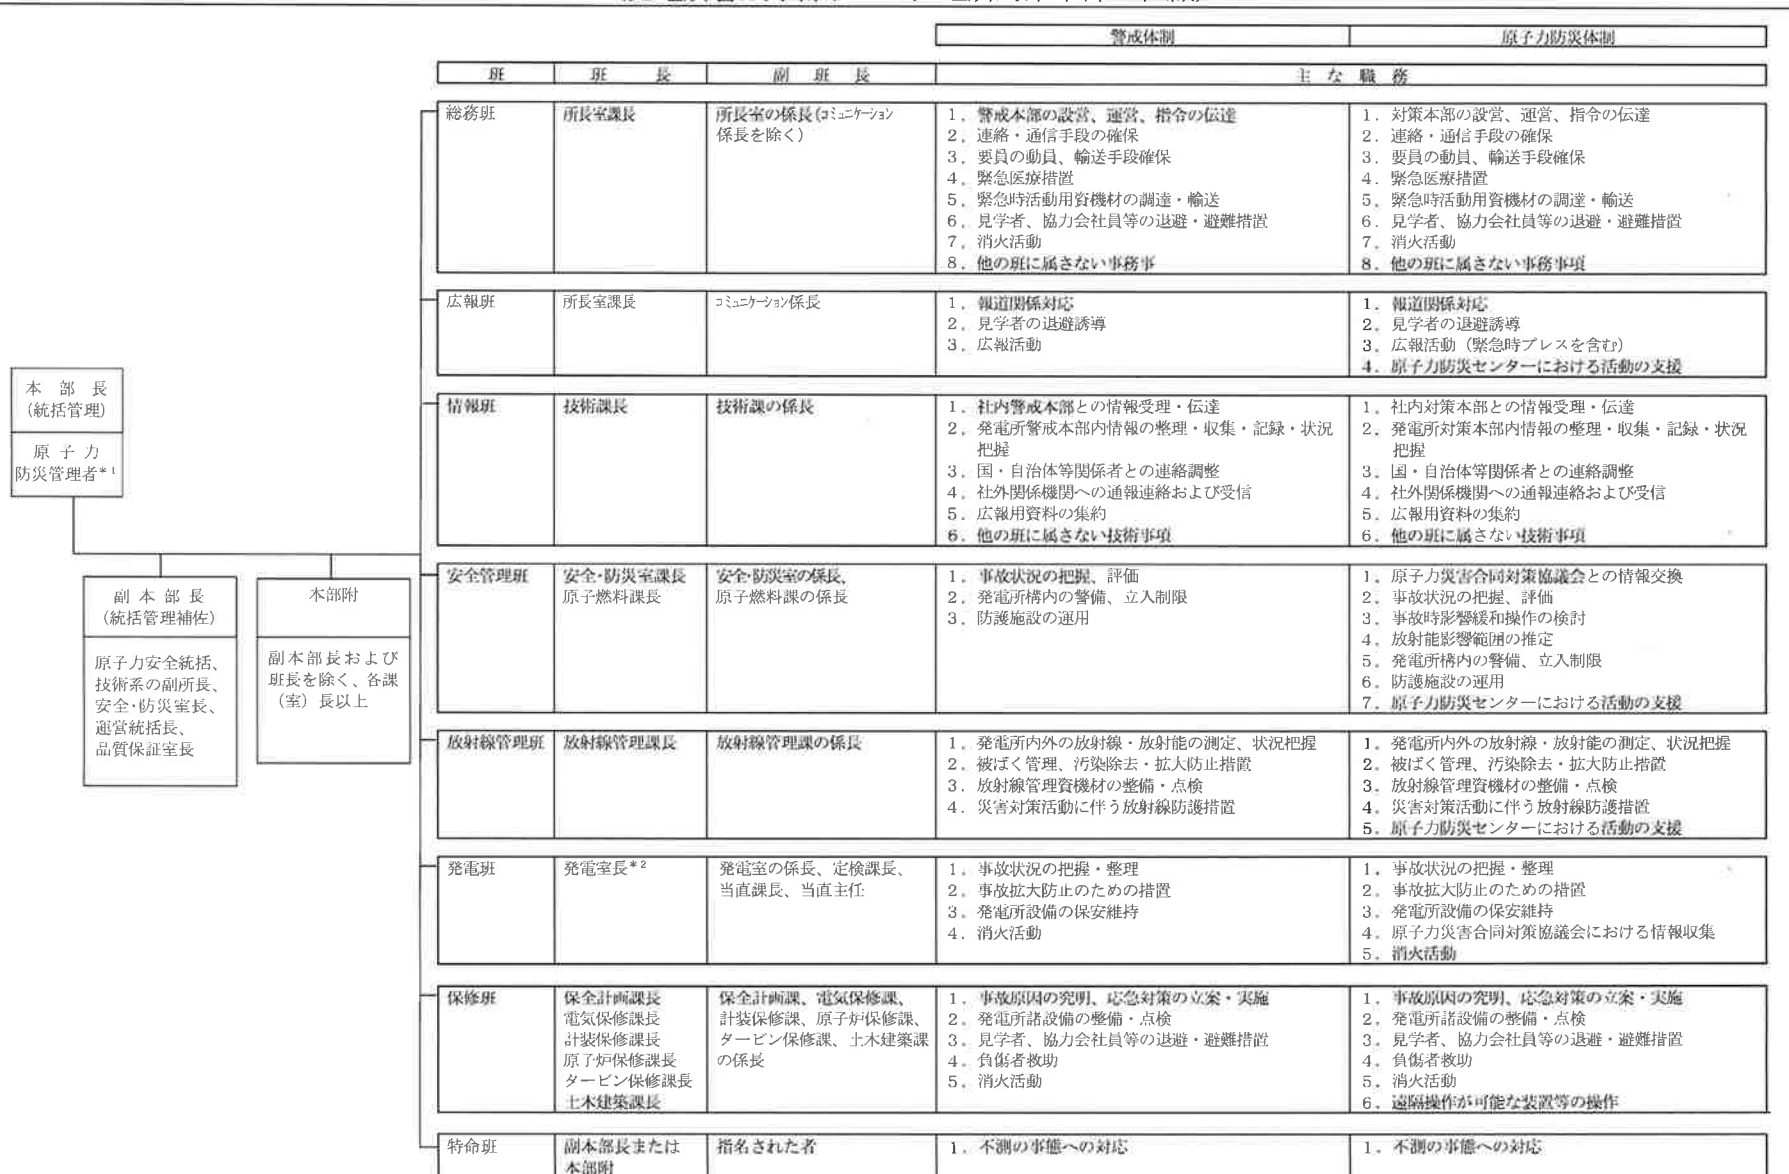 警戒体制 原子力防災体制
班 班長 副班長 主な職務
総務班 所長室課長 所長室の係長(コミュニケーション
係長を除く)
1．警戒本部の設営、運営、指令の伝達
2．連絡・通信手段の確保
3．要員の動員、輸送手段確保
4．緊急医療措置
5．緊急時活動用資機材の調達・輸送
6．見学者、協力会社員等の退避・避難措置
7．消火活動
8．他の班に属さない事務事
1．対策本部の設営、運営、指令の伝達
2．連絡・通信手段の確保
3．要員の動員、輸送手段確保
4．緊急医療措置
5．緊急時活動用資機材の調達・輸送
6．見学者、協力会社員等の退避・避難措置
7．消火活動
8．他の班に属さない事務事項
広報班 所長室課長 コミュニケーション係長
1．報道関係対応
2．見学者の退避誘導
3．広報活動
1．報道関係対応
2．見学者の退避誘導
3．広報活動（緊急時プレスを含む）
4．原子力防災センターにおける活動の支援
本部長
(統括管理)
原子力
防災管理者*1
情報班 技術課長 技術課の係長
1．社内警戒本部との情報受理・伝達
2．発電所警戒本部内情報の整理・収集・記録・状況
把握
3．国・自治体等関係者との連絡調整
4．社外関係機関への通報連絡および受信
5．広報用資料の集約
6．他の班に属さない技術事項
1．社内対策本部との情報受理・伝達
2．発電所対策本部内情報の整理・収集・記録・状況
把握
3．国・自治体等関係者との連絡調整
4．社外関係機関への通報連絡および受信
5．広報用資料の集約
6．他の班に属さない技術事項
副本部長
(統括管理補佐)
原子力安全統括、
技術系の副所長、
安全・防災室長、
運営統括長、
品質保証室長
本部附
副本部長および
班長を除く、各課
（室）長以上
安全管理班 安全・防災室課長
原子燃料課長
安全・防災室の係長、
原子燃料課の係長
1．事故状況の把握、評価
2．発電所構内の警備、立入制限
3．防護施設の運用
1．原子力災害合同対策協議会との情報交換
2．事故状況の把握、評価
3．事故時影響緩和操作の検討
4．放射能影響範囲の推定
5．発電所構内の警備、立入制限
6．防護施設の運用
7．原子力防災センターにおける活動の支援
放射線管理班 放射線管理課長 放射線管理課の係長
1．発電所内外の放射線・放射能の測定、状況把握
2．被ばく管理、汚染除去・拡大防止措置
3．放射線管理資機材の整備・点検
4．災害対策活動に伴う放射線防護措置
1．発電所内外の放射線・放射能の測定、状況把握
2．被ばく管理、汚染除去・拡大防止措置
3．放射線管理資機材の整備・点検
4．災害対策活動に伴う放射線防護措置
5．原子力防災センターにおける活動の支援
発電班 発電室長*2 発電室の係長、定検課長、
当直課長、当直主任
1．事故状況の把握・整理
2．事故拡大防止のための措置
3．発電所設備の保安維持
4．消火活動
1．事故状況の把握・整理
2．事故拡大防止のための措置
3．発電所設備の保安維持
4．原子力災害合同対策協議会における情報収集
5．消火活動
保修班 保全計画課長
電気保修課長
計装保修課長
原子炉保修課長
タービン保修課長
土木建築課長
保全計画課、電気保修課、
計装保修課、原子炉保修課、
タービン保修課、土木建築課
の係長
1．事故原因の究明、応急対策の立案・実施
2．発電所諸設備の整備・点検
3．見学者、協力会社員等の退避・避難措置
4．負傷者救助
5．消火活動
1．事故原因の究明、応急対策の立案・実施
2．発電所諸設備の整備・点検
3．見学者、協力会社員等の退避・避難措置
4．負傷者救助
5．消火活動
6．遠隔操作が可能な装置等の操作
特命班 副本部長または
本部附
指名された者
1．不測の事態への対応
1．不測の事態への対応